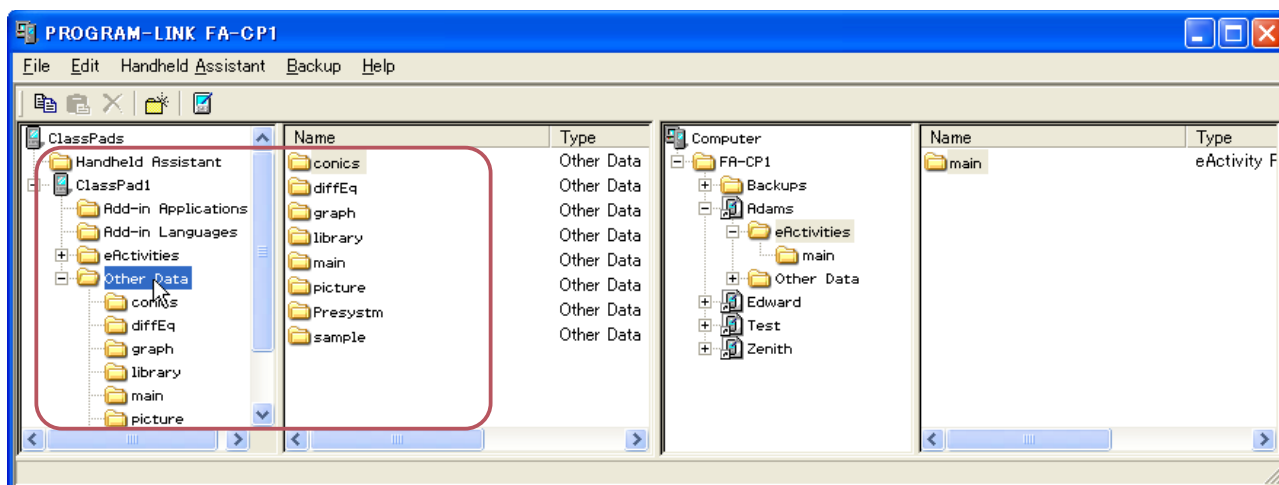 PROGRAM-LINK FA-CP1
File Edit Handheld Assistant Backup Help
ClassPads
Handheld Assistant
ClassPad1
Add-in Applications
Add-in Languages
eActivities
Other Data
conics
diffEq
graph
library
main
picture
Name Type
conics Other Data
diffEq Other Data
graph Other Data
library Other Data
main Other Data
picture Other Data
Presystm Other Data
sample Other Data
Computer
FA-CP1
Backups
Adams
eActivities
main
Other Data
Edward
Test
Zenith
Name Type
main eActivity F